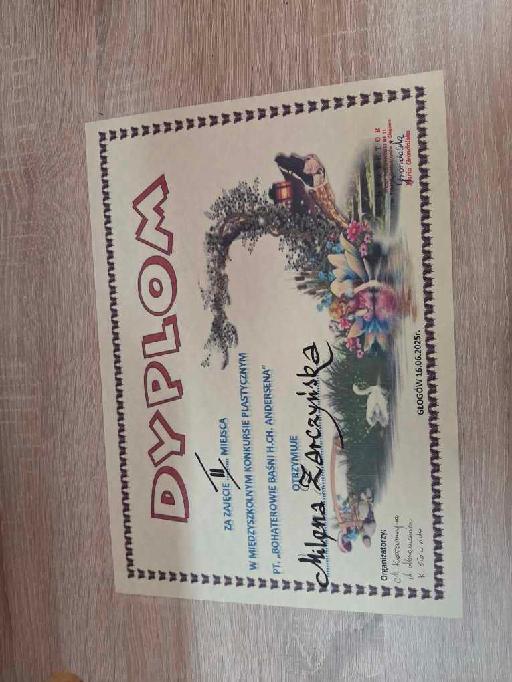 DYPLOM
ZA ZAJĘCIE II MIEJSCA
W MIĘDZYSZKOLNYM KONKURSIE PLASTYCZNYM
PT. „BOHATEROWIE BAŚNI H.CH. ANDERSENA”
OTRZYMUJE
Milena Zarczyńska
GŁOGÓW 16.06.2025r.
Organizatorzy: